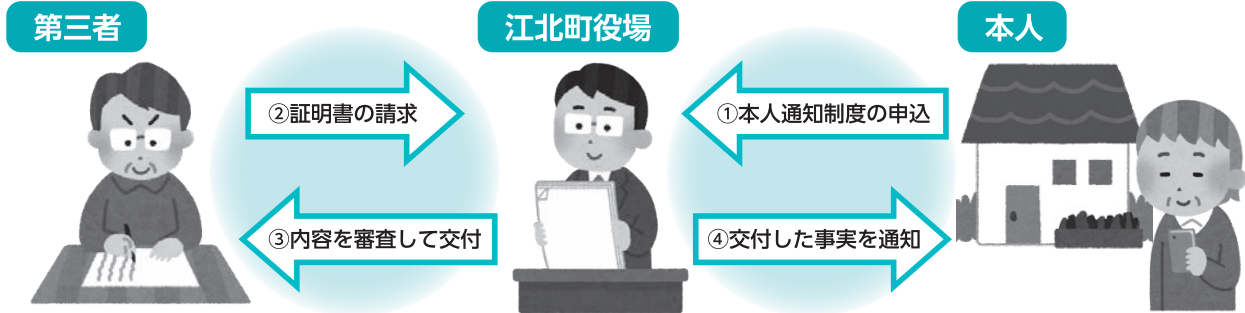 第三者
江北町役場
本人
②証明書の請求
①本人通知制度の申込
③内容を審査して交付
④交付した事実を通知